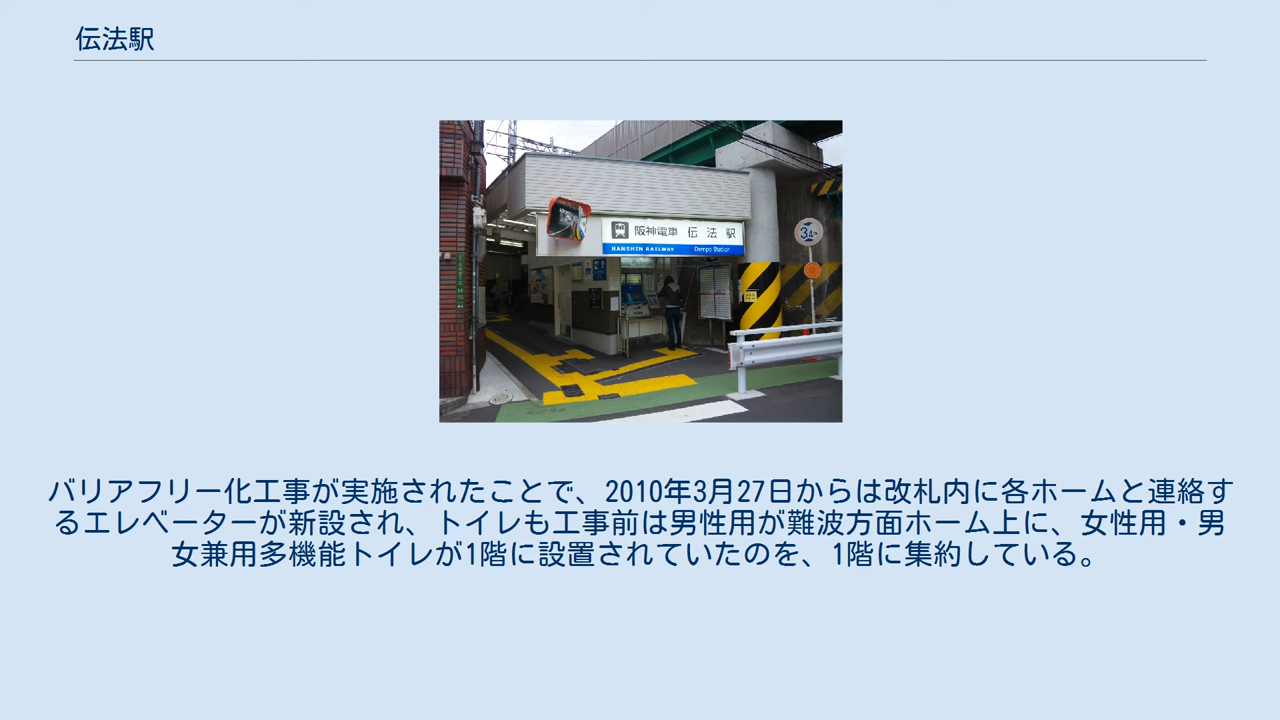 伝法駅
阪神電車 伝法駅
HANSHIN RAILWAY Dempo Station
3.4m
バリアフリー化工事が実施されたことで、2010年3月27日からは改札内に各ホームと連絡す
るエレベーターが新設され、トイレも工事前は男性用が難波方面ホーム上に、女性用・男
女兼用多機能トイレが1階に設置されていたのを、1階に集約している。